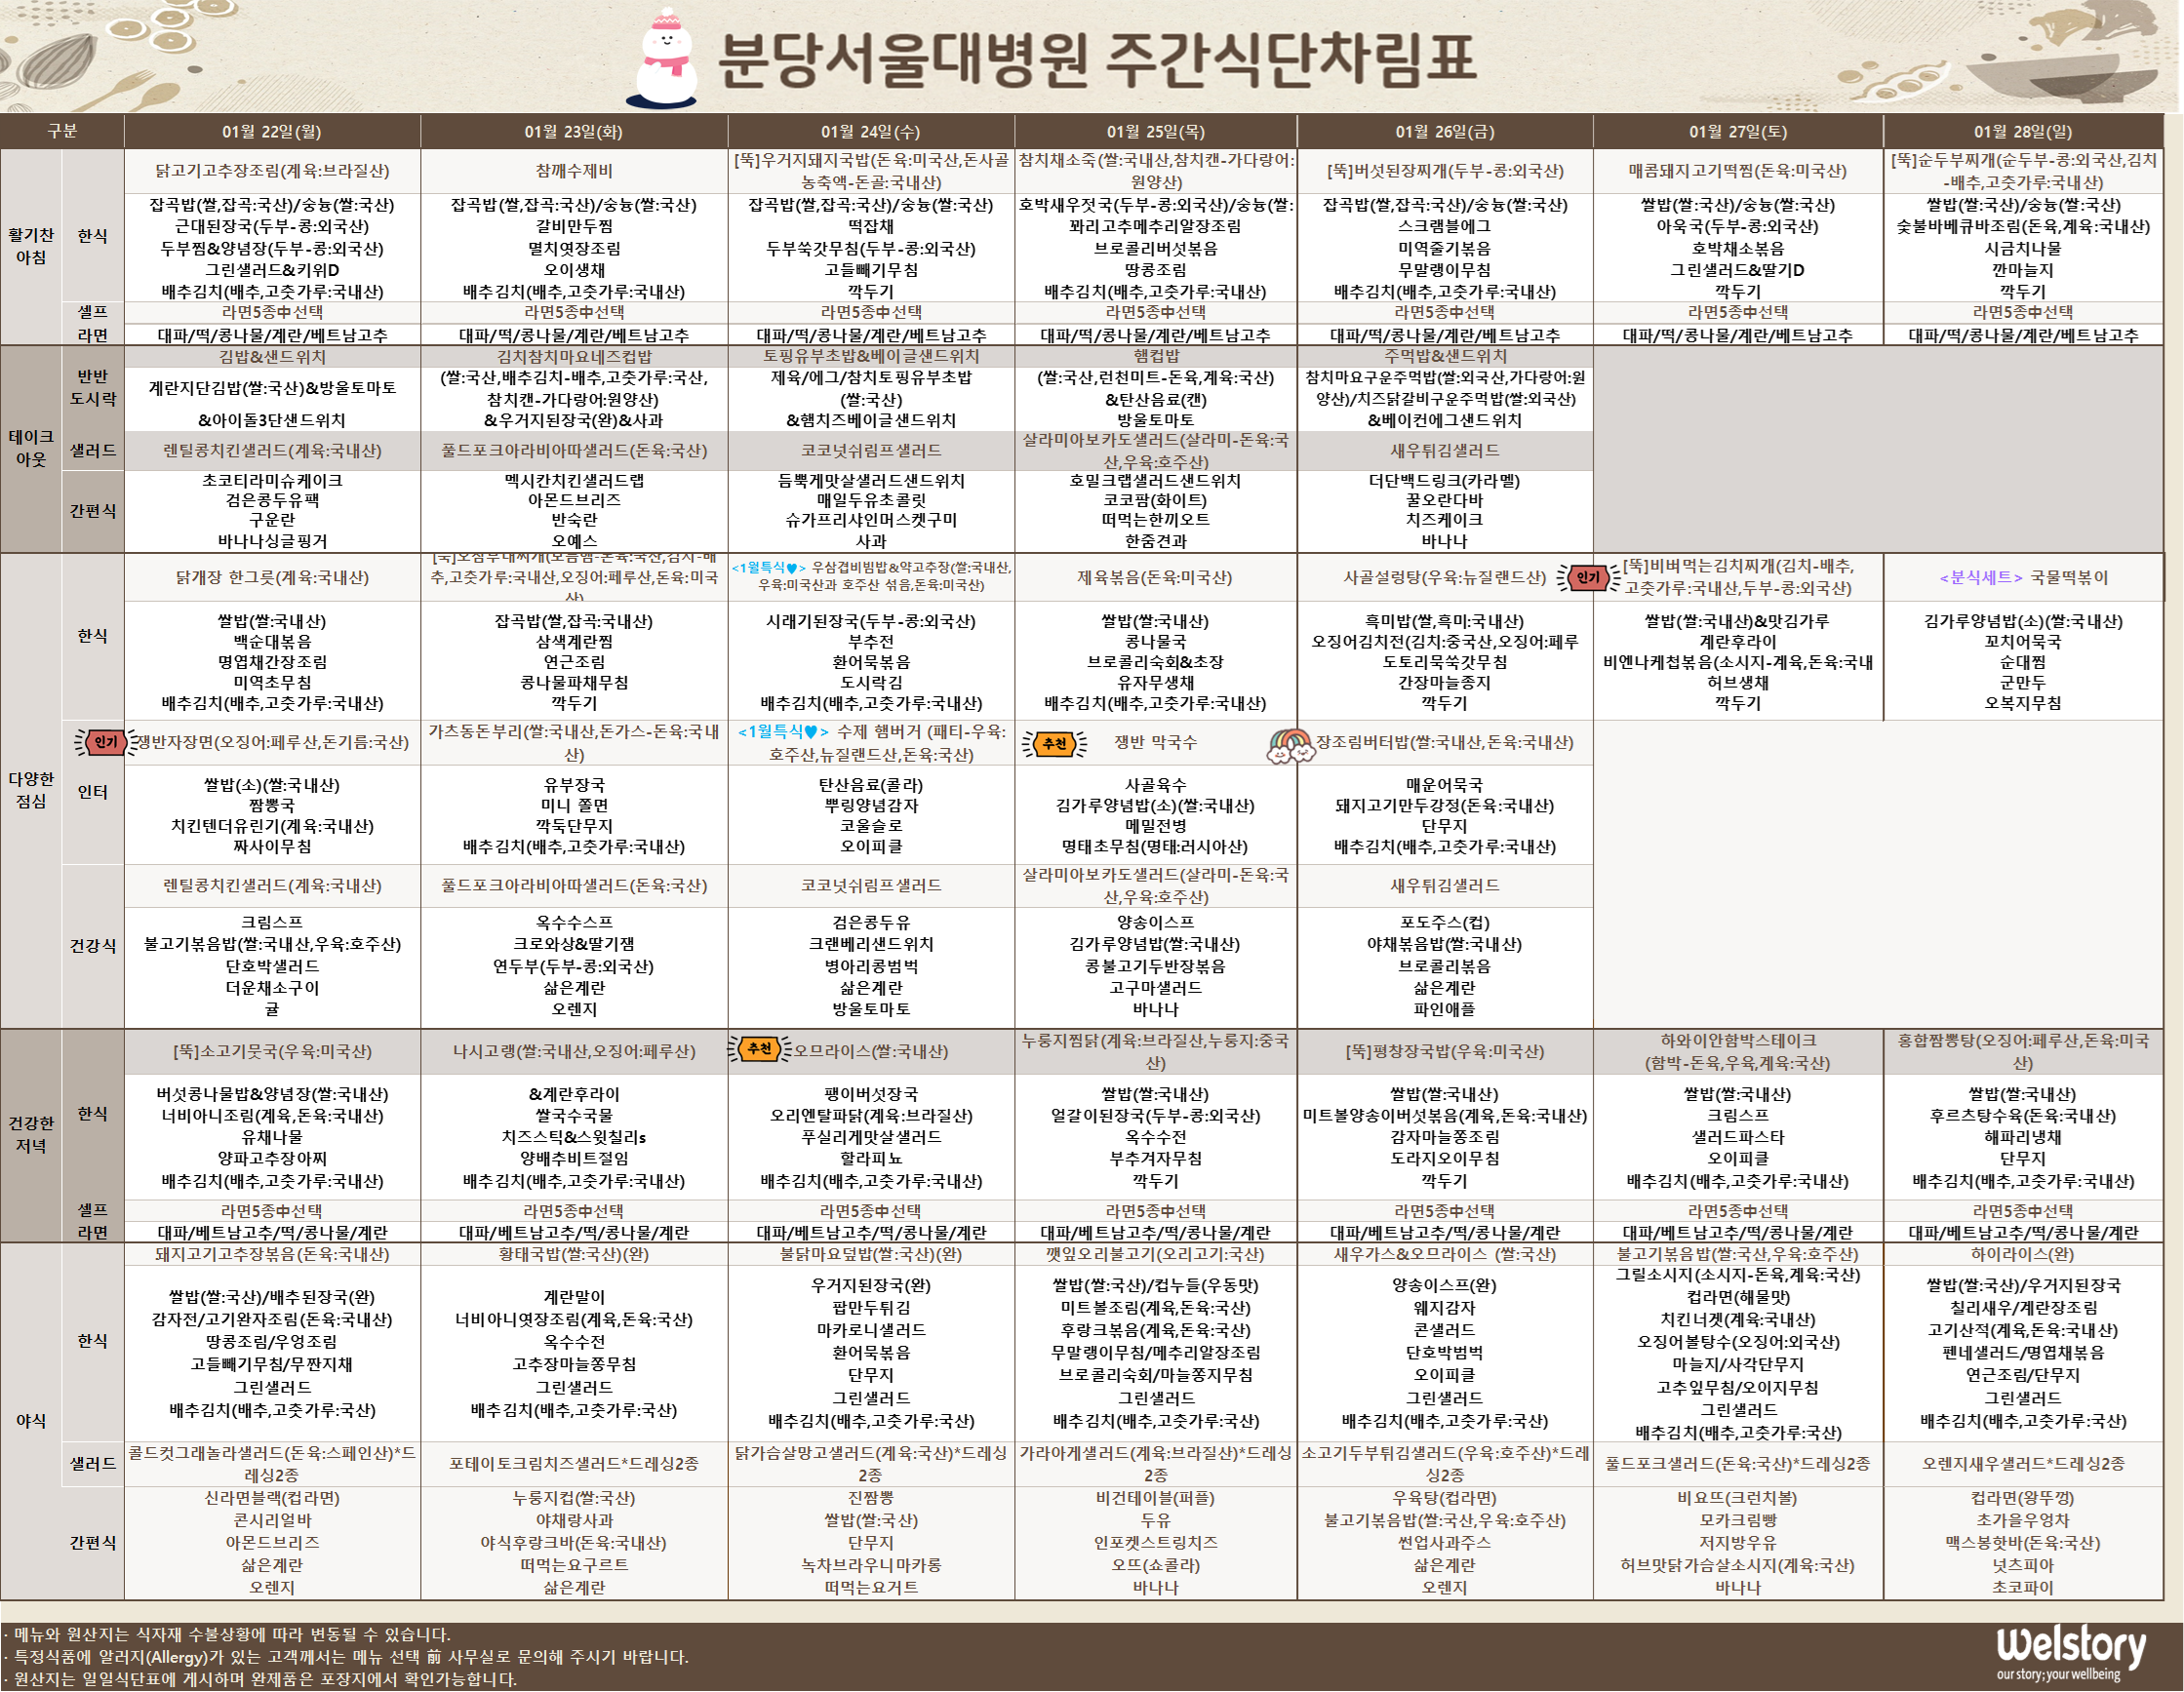 분당서울대병원 주간식단차림표
구분
01월 22일(월)
01월 23일(화)
01월 24일(수)
01월 25일(목)
01월 26일(금)
01월 27일(토)
01월 28일(일)
활기찬
아침
한식
닭고기고추장조림(계육:브라질산)
잡곡밥(쌀,잡곡:국산)/숭늉(쌀:국산)
근대된장국(두부-콩:외국산)
두부찜&양념장(두부-콩:외국산)
그린샐러드&키위D
배추김치(배추,고춧가루:국내산)
참깨수제비
잡곡밥(쌀,잡곡:국산)/숭늉(쌀:국산)
갈비만두찜
멸치엿장조림
오이생채
배추김치(배추,고춧가루:국내산)
[뚝]우거지돼지국밥(돈육:미국산,돈사골
농축액-돈골:국내산)
잡곡밥(쌀,잡곡:국산)/숭늉(쌀:국산)
떡잡채
두부쑥갓무침(두부-콩:외국산)
고들빼기무침
깍두기
참치채소죽(쌀:국내산,참치캔-가다랑어:
원양산)
호박새우젓국(두부-콩:외국산)/숭늉(쌀:
꽈리고추메추리알장조림
브로콜리버섯볶음
땅콩조림
배추김치(배추,고춧가루:국내산)
[뚝]버섯된장찌개(두부-콩:외국산)
잡곡밥(쌀,잡곡:국산)/숭늉(쌀:국산)
스크램블에그
미역줄기볶음
무말랭이무침
배추김치(배추,고춧가루:국내산)
매콤돼지고기떡찜(돈육:미국산)
쌀밥(쌀:국산)/숭늉(쌀:국산)
아욱국(두부-콩:외국산)
호박채소볶음
그린샐러드&딸기D
깍두기
[뚝]순두부찌개(순두부-콩:외국산,김치
-배추,고춧가루:국내산)
쌀밥(쌀:국산)/숭늉(쌀:국산)
숯불바베큐바조림(돈육,계육:국내산)
시금치나물
깐마늘지
깍두기
셀프
라면
라면5종中선택
대파/떡/콩나물/계란/베트남고추
라면5종中선택
대파/떡/콩나물/계란/베트남고추
라면5종中선택
대파/떡/콩나물/계란/베트남고추
라면5종中선택
대파/떡/콩나물/계란/베트남고추
라면5종中선택
대파/떡/콩나물/계란/베트남고추
라면5종中선택
대파/떡/콩나물/계란/베트남고추
라면5종中선택
대파/떡/콩나물/계란/베트남고추
테이크
아웃
반반
도시락
김밥&샌드위치
계란지단김밥(쌀:국산)&방울토마토
&아이돌3단샌드위치
김치참치마요네즈컵밥
(쌀:국산,배추김치-배추,고춧가루:국산,
참치캔-가다랑어:원양산)
&우거지된장국(완)&사과
토핑유부초밥&베이글샌드위치
제육/에그/참치토핑유부초밥
(쌀:국산)
&햄치즈베이글샌드위치
햄컵밥
(쌀:국산,런천미트-돈육,계육:국산)
&탄산음료(캔)
방울토마토
주먹밥&샌드위치
참치마요구운주먹밥(쌀:외국산,가다랑어:원
양산)/치즈닭갈비구운주먹밥(쌀:외국산)
&베이컨에그샌드위치
샐러드
렌틸콩치킨샐러드(계육:국내산)
풀드포크아라비아따샐러드(돈육:국산)
코코넛쉬림프샐러드
살라미아보카도샐러드(살라미-돈육:국
산,우육:호주산)
새우튀김샐러드
간편식
초코티라미슈케이크
검은콩두유팩
구운란
바나나싱글핑거
멕시칸치킨샐러드랩
아몬드브리즈
반숙란
오예스
듬뿍게맛살샐러드샌드위치
매일두유초콜릿
슈가프리샤인머스켓구미
사과
호밀크랩샐러드샌드위치
코코팜(화이트)
떠먹는한끼오트
한줌견과
더단백드링크(카라멜)
꿀오란다바
치즈케이크
바나나
다양한
점심
한식
닭개장 한그릇(계육:국내산)
쌀밥(쌀:국내산)
백순대볶음
명엽채간장조림
미역초무침
배추김치(배추,고춧가루:국내산)
[뚝]오삼부대찌개(모듬햄-돈육:국산,김치-배
추,고춧가루:국내산,오징어:페루산,돈육:미국
산)
잡곡밥(쌀,잡곡:국내산)
삼색계란찜
연근조림
콩나물파채무침
깍두기
<1월특식♥> 우삼겹비빔밥&약고추장(쌀:국내산,
우육:미국산과 호주산 섞음,돈육:미국산)
시래기된장국(두부-콩:외국산)
부추전
환어묵볶음
도시락김
배추김치(배추,고춧가루:국내산)
제육볶음(돈육:미국산)
쌀밥(쌀:국내산)
콩나물국
브로콜리숙회&초장
유자무생채
배추김치(배추,고춧가루:국내산)
사골설렁탕(우육:뉴질랜드산)
흑미밥(쌀,흑미:국내산)
오징어김치전(김치:중국산,오징어:페루
도토리묵쑥갓무침
간장마늘종지
깍두기
인기
[뚝]비버먹는김치찌개(김치-배추,
고춧가루:국내산,두부-콩:외국산)
쌀밥(쌀:국내산)&맛김가루
계란후라이
비엔나케첩볶음(소시지-계육,돈육:국내
허브생채
깍두기
<분식세트> 국물떡볶이
김가루양념밥(소)(쌀:국내산)
꼬치어묵국
순대찜
군만두
오복지무침
인터
인기
쟁반자장면(오징어:페루산,돈기름:국산)
쌀밥(소)(쌀:국내산)
짬뽕국
치킨텐더유린기(계육:국내산)
짜사이무침
가츠동돈부리(쌀:국내산,돈가스-돈육:국내
산)
유부장국
미니 쫄면
깍둑단무지
배추김치(배추,고춧가루:국내산)
<1월특식♥> 수제 햄버거 (패티-우육:
호주산,뉴질랜드산,돈육:국산)
탄산음료(콜라)
뿌링양념감자
코울슬로
오이피클
추천
쟁반 막국수
사골육수
김가루양념밥(소)(쌀:국내산)
메밀전병
명태초무침(명태:러시아산)
장조림버터밥(쌀:국내산,돈육:국내산)
매운어묵국
돼지고기만두강정(돈육:국내산)
단무지
배추김치(배추,고춧가루:국내산)
건강식
렌틸콩치킨샐러드(계육:국내산)
크림스프
불고기볶음밥(쌀:국내산,우육:호주산)
단호박샐러드
더운채소구이
귤
풀드포크아라비아따샐러드(돈육:국산)
옥수수스프
크로와상&딸기잼
연두부(두부-콩:외국산)
삶은계란
오렌지
코코넛쉬림프샐러드
검은콩두유
크랜베리샌드위치
병아리콩범벅
삶은계란
방울토마토
살라미아보카도샐러드(살라미-돈육:국
산,우육:호주산)
양송이스프
김가루양념밥(쌀:국내산)
콩불고기두반장볶음
고구마샐러드
바나나
새우튀김샐러드
포도주스(컵)
야채볶음밥(쌀:국내산)
브로콜리볶음
삶은계란
파인애플
건강한
저녁
한식
[뚝]소고기뭇국(우육:미국산)
버섯콩나물밥&양념장(쌀:국내산)
너비아니조림(계육,돈육:국내산)
유채나물
양파고추장아찌
배추김치(배추,고춧가루:국내산)
나시고랭(쌀:국내산,오징어:페루산)
&계란후라이
쌀국수국물
치즈스틱&스윗칠리s
양배추비트절임
배추김치(배추,고춧가루:국내산)
추천
오므라이스(쌀:국내산)
팽이버섯장국
오리엔탈파닭(계육:브라질산)
푸실리게맛살샐러드
할라피뇨
배추김치(배추,고춧가루:국내산)
누룽지찜닭(계육:브라질산,누룽지:중국
산)
쌀밥(쌀:국내산)
얼갈이된장국(두부-콩:외국산)
옥수수전
부추겨자무침
깍두기
[뚝]평창장국밥(우육:미국산)
쌀밥(쌀:국내산)
미트볼양송이버섯볶음(계육,돈육:국내산)
감자마늘쫑조림
도라지오이무침
깍두기
하와이안함박스테이크
(함박-돈육,우육,계육:국산)
쌀밥(쌀:국내산)
크림스프
샐러드파스타
오이피클
배추김치(배추,고춧가루:국내산)
홍합짬뽕탕(오징어:페루산,돈육:미국
산)
쌀밥(쌀:국내산)
후르츠탕수육(돈육:국내산)
해파리냉채
단무지
배추김치(배추,고춧가루:국내산)
셀프
라면
라면5종中선택
대파/베트남고추/떡/콩나물/계란
라면5종中선택
대파/베트남고추/떡/콩나물/계란
라면5종中선택
대파/베트남고추/떡/콩나물/계란
라면5종中선택
대파/베트남고추/떡/콩나물/계란
라면5종中선택
대파/베트남고추/떡/콩나물/계란
라면5종中선택
대파/베트남고추/떡/콩나물/계란
라면5종中선택
대파/베트남고추/떡/콩나물/계란
야식
한식
돼지고기고추장볶음(돈육:국내산)
쌀밥(쌀:국산)/배추된장국(완)
감자전/고기완자조림(돈육:국내산)
땅콩조림/우엉조림
고들빼기무침/무짠지채
그린샐러드
배추김치(배추,고춧가루:국산)
황태국밥(쌀:국산)(완)
계란말이
너비아니엿장조림(계육,돈육:국산)
옥수수전
고추장마늘쫑무침
그린샐러드
배추김치(배추,고춧가루:국산)
불닭마요덮밥(쌀:국산)(완)
우거지된장국(완)
팝만두튀김
마카로니샐러드
환어묵볶음
단무지
그린샐러드
배추김치(배추,고춧가루:국산)
깻잎오리불고기(오리고기:국산)
쌀밥(쌀:국산)/컵누들(우동맛)
미트볼조림(계육,돈육:국산)
후랑크볶음(계육,돈육:국산)
무말랭이무침/메추리알장조림
브로콜리숙회/마늘쫑지무침
그린샐러드
배추김치(배추,고춧가루:국산)
새우가스&오므라이스 (쌀:국산)
양송이스프(완)
웨지감자
콘샐러드
단호박범벅
오이피클
그린샐러드
배추김치(배추,고춧가루:국산)
불고기볶음밥(쌀:국산,우육:호주산)
그릴소시지(소시지-돈육,계육:국산)
컵라면(해물맛)
치킨너겟(계육:국내산)
오징어볼탕수(오징어:외국산)
마늘지/사각단무지
고추잎무침/오이지무침
그린샐러드
배추김치(배추,고춧가루:국산)
하이라이스(완)
쌀밥(쌀:국산)/우거지된장국
칠리새우/계란장조림
고기산적(계육,돈육:국내산)
펜네샐러드/명엽채볶음
연근조림/단무지
그린샐러드
배추김치(배추,고춧가루:국산)
샐러드
콜드컷그래놀라샐러드(돈육:스페인산)*드
레싱2종
포테이토크림치즈샐러드*드레싱2종
닭가슴살망고샐러드(계육:국산)*드레싱
2종
가라아게샐러드(계육:브라질산)*드레싱
2종
소고기두부튀김샐러드(우육:호주산)*드레
싱2종
풀드포크샐러드(돈육:국산)*드레싱2종
오렌지새우샐러드*드레싱2종
간편식
신라면블랙(컵라면)
콘시리얼바
아몬드브리즈
삶은계란
오렌지
누룽지컵(쌀:국산)
야채랑사과
야식후랑크바(돈육:국내산)
떠먹는요구르트
삶은계란
진짬뽕
쌀밥(쌀:국산)
단무지
녹차브라우니마카롱
떠먹는요거트
비건테이블(퍼플)
두유
인포켓스트링치즈
오뜨(쇼콜라)
바나나
우육탕(컵라면)
불고기볶음밥(쌀:국산,우육:호주산)
썬업사과주스
삶은계란
오렌지
비요뜨(크런치볼)
모카크림빵
저지방우유
허브맛닭가슴살소시지(계육:국산)
바나나
컵라면(왕뚜껑)
초가을우엉차
맥스봉핫바(돈육:국산)
넛츠피아
초코파이
· 메뉴와 원산지는 식자재 수불상황에 따라 변동될 수 있습니다.
· 특정식품에 알러지(Allergy)가 있는 고객께서는 메뉴 선택 前 사무실로 문의해 주시기 바랍니다.
· 원산지는 일일식단표에 게시하며 완제품은 포장지에서 확인가능합니다.
Welstory
our story; your wellbeing